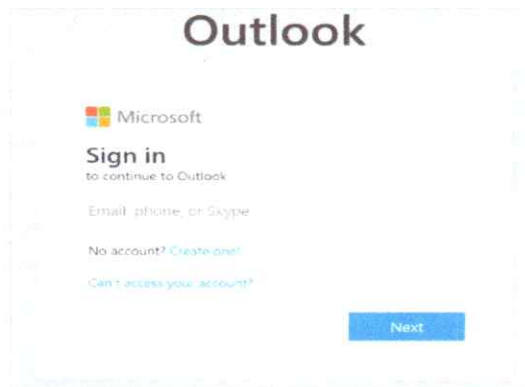 Outlook
Microsoft
Sign in
to continue to Outlook
Email, phone, or Skype
No account? Create one!
Can't access your account?
Next